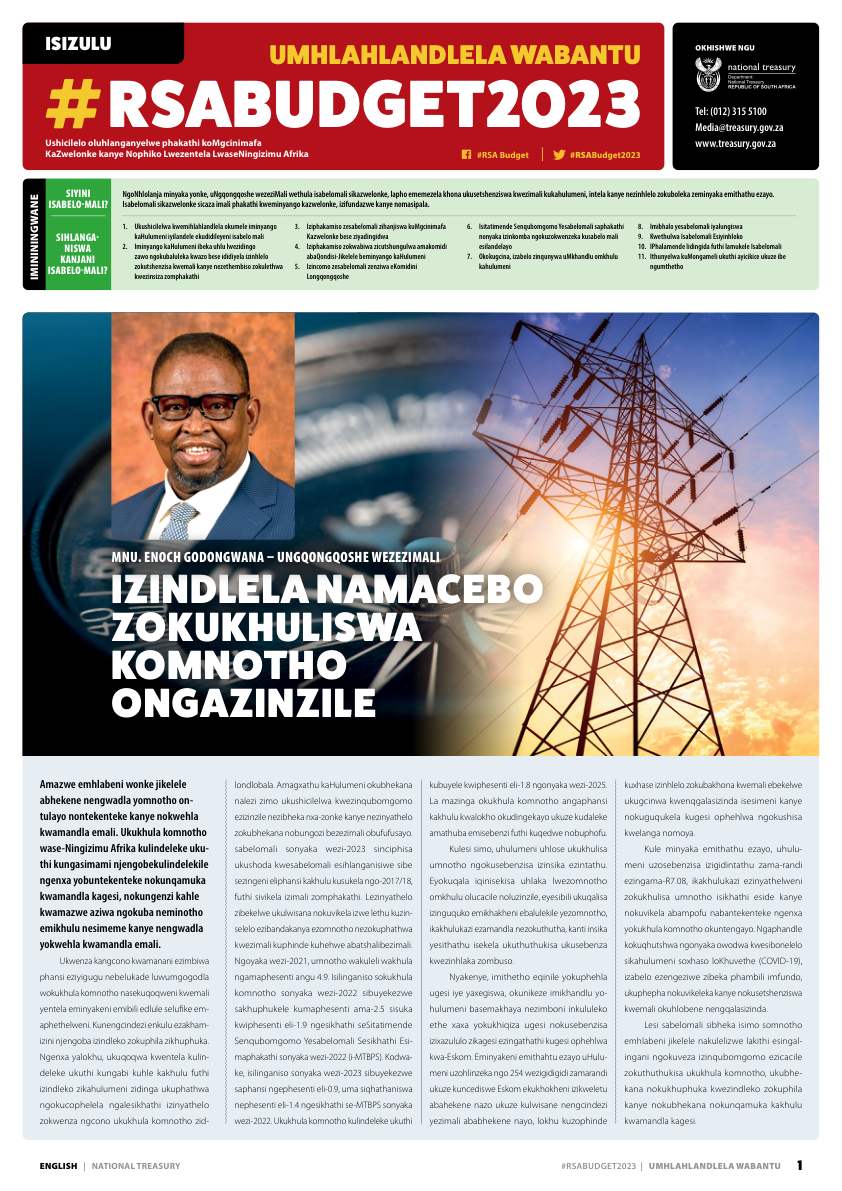 ISIZULU
UMHLAHLANDLELA WABANTU
#RSABUDGET2023
Ushicilelo oluhlanganyelwe phakathi koMgcinimafa
KaZwelonke kanye Nophiko Lwezentela LwaseNingizimu Afrika
#RSA Budget
#RSABudget2023
OKHISHWE NGU
national treasury
Department:
National Treasury
REPUBLIC OF SOUTH AFRICA
Tel: (012) 315 5100
Media@treasury.gov.za
www.treasury.gov.za
IMINININGWANE
SIYINI
ISABELO-MALI?
NgoNhlolanja minyaka yonke, uNgqongqoshe wezeziMali wethula isabelomali sikazwelonke, lapho ememezela khona ukusetshenziswa kwezimali kukahulumeni, intela kanye nezinhlelo zokuboleka zeminyaka emithathu ezayo.
Isabelomali sikazwelonke sicaza imali phakathi kweminyango kazwelonke, izifundazwe kanye nomasipala.
SIHLANGA-
NISWA
KANJANI
ISABELO-MALI?
1. Ukushicilelwa kwemihlahlandlela okumele iminyango
kaHulumeni iyilandele ekudidileyeni isabelo mali
2. Iminyango kaHulumeni ibeka uhlu lwezidingo
zawo ngokubaluleka kwazo bese ididiyela izinhlelo
zokutshenzisa kwemali kanye nezethembiso zokulethwa
kwezinsiza zomphakathi
3. Iziphakamiso zesabelomali zihanjiswa kuMgcinimafa
Kazwelonke bese ziyadingidwa
4. Iziphakamiso zokwabiwa zicutshungulwa amakomidi
abaQondisi-Jikelele beminyango kaHulumeni
5. Izincomo zesabelomali zenziwa eKomidini
Longqongqoshe
6. Isitatimende Senqubomgomo Yesabelomali saphakathi
nonyaka izinkomba ngokuzokwenzeka kusabelo mali
esilandelayo
7. Okokugcina, izabelo zinqunywa uMkhandlu omkhulu
kahulumeni
8. Imibhalo yesabelomali iyalungiswa
9. Kwethulwa Isabelomali Esiyinhloko
10. IPhalamende lidingida futhi lamukele Isabelomali
11. Ithunyelwa kuMongameli ukuthi ayicikice ukuze ibe
ngumthetho
MNU. ENOCH GODONGWANA – UNGQONGQOSHE WEZEZIMALI
IZINDLELA NAMACEBO
ZOKUKHULISWA
KOMNOTHO
ONGAZINZILE
Amazwe emhlabeni wonke jikelele
abhekene nengwadla yomnotho on-
tulayo nontekenteke kanye nokwehla
kwamandla emali. Ukukhula komnotho
wase-Ningizimu Afrika kulindeleke uku-
thi kungasimami njengobekulindelekile
ngenxa yobuntekenteke nokunqamuka
kwamandla kagesi, nokungenzi kahle
kwamazwe aziwa ngokuba neminotho
emikhulu nesimeme kanye nengwadla
yokwehla kwamandla emali.
Ukwenza kangcono kwamanani ezimbiwa
phansi eziyigugu nebelukade luwumgogodla
wokukhula komnotho nasekuqoqweni kwemali
yentela eminyakeni emibili edlule selufike em-
aphethelweni. Kunengcindezi enkulu ezakham-
izini njengoba izindleko zokuphila zikhuphuka.
Ngenxa yalokhu, ukuqoqwa kwentela kulin-
deleke ukuthi kungabi kuhle kakhulu futhi
izindleko zikahulumeni zidinga ukuphathwa
ngokucophelela ngalesikhathi izinyathelo
zokwenza ngcono ukukhula komnotho zid-
londlobala. Amagxathu kaHulumeni okubhekana
nalezi zimo ukushicilelwa kwezinqubomgomo
ezizinzile nezibheka nxa-zonke kanye nezinyathelo
zokubhekana nobungozi bezezimali obufufusayo.
sabelomali sonyaka wezi-2023 sinciphisa
ukushoda kwesabelomali esihlanganisiwe sibe
sezingeni eliphansi kakhulu kusukela ngo-2017/18,
futhi sivikela izimali zomphakathi. Lezinyathelo
zibekelwe ukulwisana nokuvikela izwe lethu kuzin-
selelo ezibandakanya ezomnotho nezokuphathwa
kwezimali kuphinde kuhehwe abatshalibezimali.
Ngoyaka wezi-2021, umnotho wakuleli wakhula
ngamaphesenti angu 4.9. Isilinganiso sokukhula
komnotho sonyaka wezi-2022 sibuyekezwe
sakhuphukele kumaphesenti ama-2.5 sisuka
kwiphesenti eli-1.9 ngesikhathi seSitatimende
Senqubomgomo Yesabelomali Sesikhathi Esi-
maphakathi sonyaka wezi-2022 (i-MTBPS). Kodwa-
ke, isilinganiso sonyaka wezi-2023 sibuyekezwe
saphansi ngephesenti eli-0.9, uma siqhathaniswa
nephesenti eli-1.4 ngesikhathi se-MTBPS sonyaka
wezi-2022. Ukukhula komnotho kulindeleke ukuthi
kubuyele kwiphesenti eli-1.8 ngonyaka wezi-2025.
La mazinga okukhula komnotho angaphansi
kakhulu kwalokho okudingekayo ukuze kudaleke
amathuba emisebenzi futhi kuqedwe nobuphofu.
Kulesi simo, uhulumeni uhlose ukukhulisa
umnotho ngokusebenzisa izinsika ezintathu.
Eyokuqala iqinisekisa uhlaka lwezomnotho
omkhulu olucacile noluzinzile, eyesibili ukuqalisa
izinguquko emikhakheni ebalulekile yezomnotho,
ikakhulukazi ezamandla nezokuthutha, kanti insika
yesithathu isekela ukuthuthukisa ukusebenza
kwezinhlaka zombuso.
Nyakenye, imithetho eqinile yokuphehla
ugesi iye yaxegiswa, okunikeze imikhandlu yo-
hulumeni basemakhaya nezimboni inkululeko
ethe xaxa yokukhiqiza ugesi nokusebenzisa
izixazululo zikagesi ezingathathi kugesi ophehlwa
kwa-Eskom. Eminyakeni emithathtu ezayo uHulu-
meni uzohlinzeka ngo 254 wezigidigidi zamarandi
ukuze kuncediswe Eskom ekukhokheni izikweletu
abahekene nazo ukuze kulwisane nengcindezi
yezimali ababhekene nayo, lokhu kuzophinde
kuxhase izinhlelo zokubakhona kwemali ebekelwe
ukugcinwa kwenqgalasizinda isesimeni kanye
nokuguqukela kugesi ophehlwa ngokushisa
kwelanga nomoya.
Kule minyaka emithathu ezayo, uhulu-
meni uzosebenzisa izigidintathu zama-randi
ezingama-R7.08, ikakhulukazi ezinyathelweni
zokukhulisa umnotho isikhathi eside kanye
nokuvikela abampofu nabantekenteke ngenxa
yokukhula komnotho okuntengayo. Ngaphandle
kokuqhutshwa ngonyaka owodwa kwesibonelelo
sikahulumeni soxhaso loKhuvethe (COVID-19),
izabelo ezengeziwe zibeka phambili imfundo,
ukuphepha nokuvikeleka kanye nokusetshenziswa
kwemali okuhlobene nengqalasizinda.
Lesi sabelomali sibheka isimo somnotho
emhlabeni jikelele nakulelizwe lakithi esingal-
ingani ngokuveza izinqubomgomo ezicacile
zokuthuthukisa ukukhula komnotho, ukubhe-
kana nokukhuphuka kwezindleko zokuphila
kanye nokubhekana nokunqamuka kakhulu
kwamandla kagesi.
ENGLISH | NATIONAL TREASURY
#RSABUDGET2023 | UMHLAHLANDLELA WABANTU 1